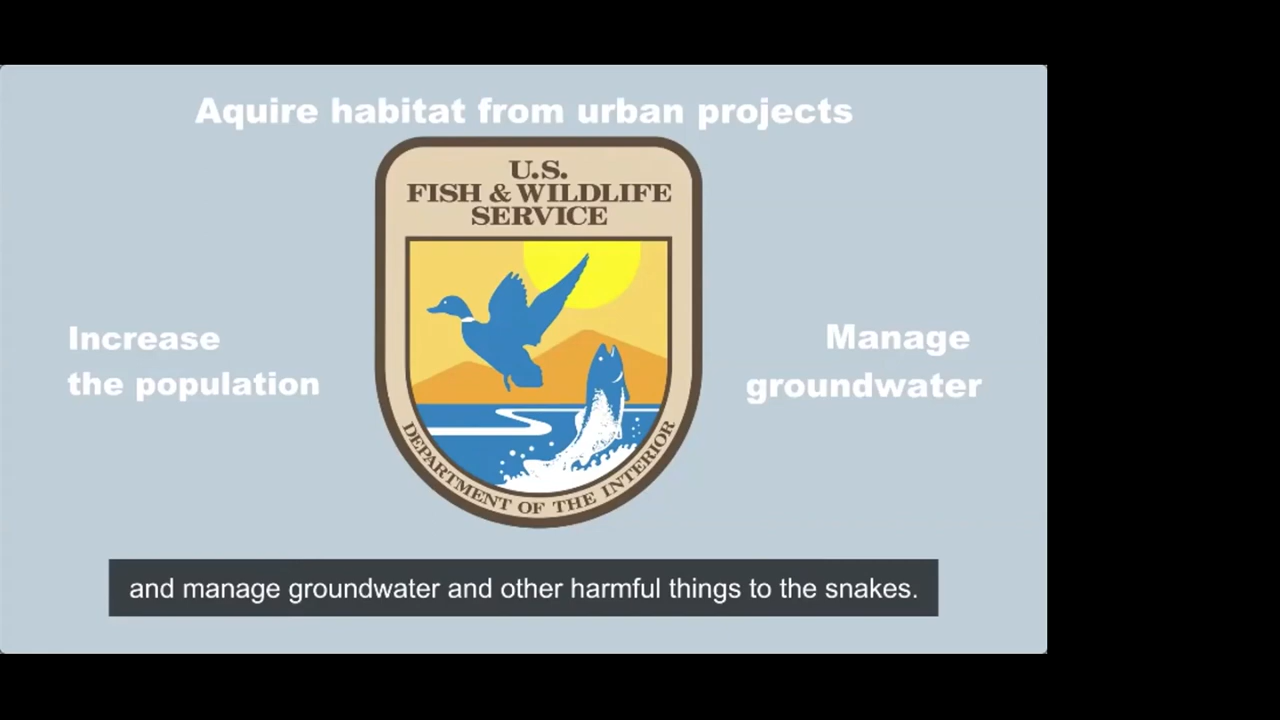 Aquire habitat from urban projects
U.S.
FISH & WILDLIFE
SERVICE
Increase
the population
Manage
groundwater
DEPARTMENT OF THE INTERIOR
and manage groundwater and other harmful things to the snakes.